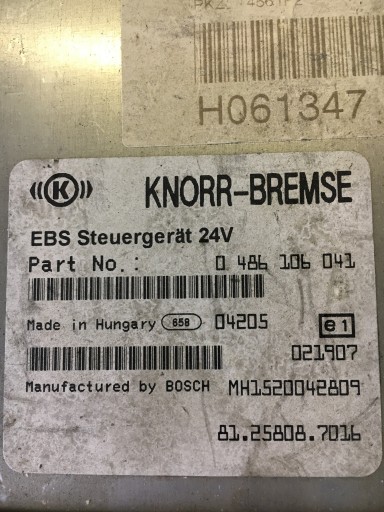 H061347
((K)) KNORR-BREMSE
EBS Steuergerät 24V
Part No.: 0 486 106 041
Made in Hungary 658 04205 e1
021907
Manufactured by BOSCH MH1520042809
81.25808.7016